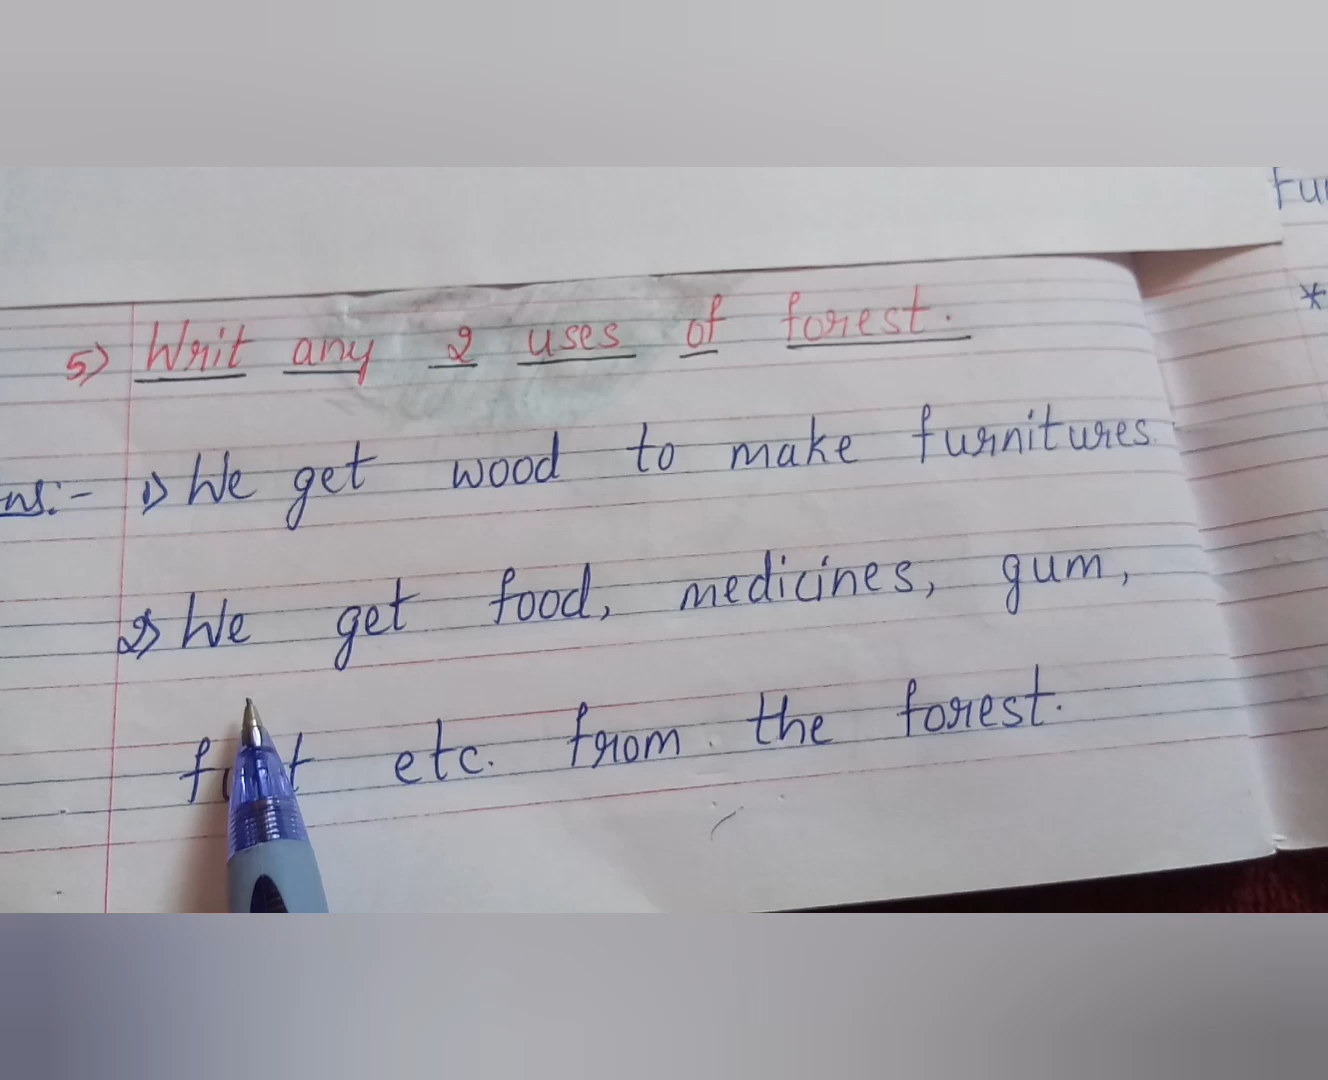 Fur
*
5) Writ any 2 uses of forest.
ns:- 1) We get wood to make furnitures.
2) We get food, medicines, gum,
etc. from the forest.